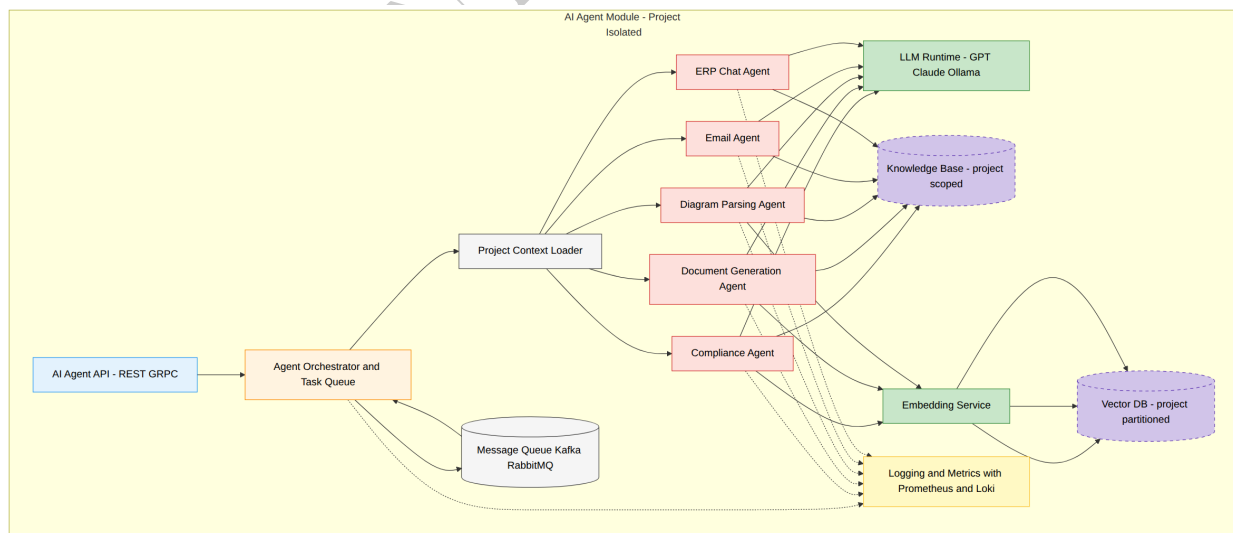 AI Agent Module - Project
Isolated
ERP Chat Agent
LLM Runtime - GPT
Claude Ollama
Email Agent
Knowledge Base - project
scoped
Diagram Parsing Agent
Project Context Loader
Document Generation
Agent
Compliance Agent
AI Agent API - REST GRPC
Agent Orchestrator and
Task Queue
Embedding Service
Vector DB - project
partitioned
Message Queue Kafka
RabbitMQ
Logging and Metrics with
Prometheus and Loki